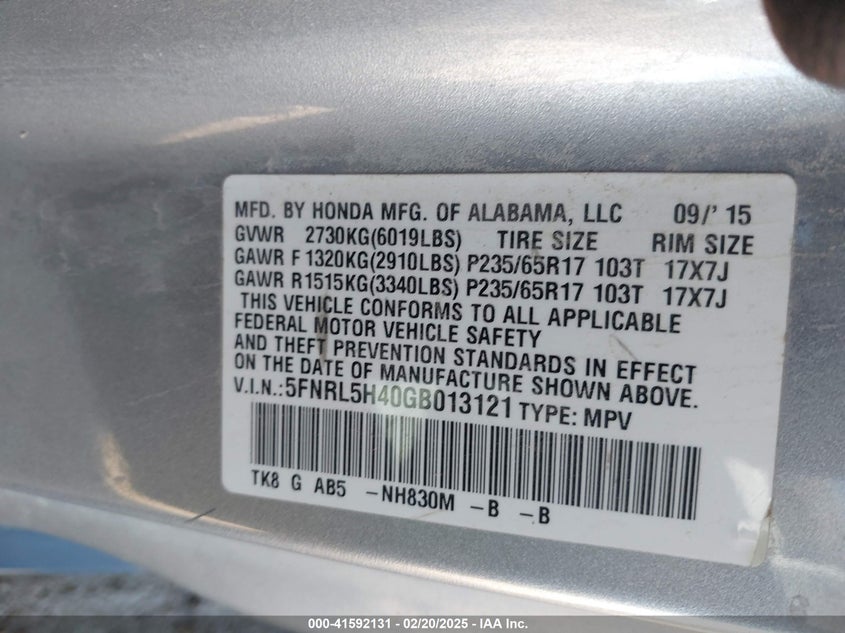 MFD. BY HONDA MFG. OF ALABAMA, LLC 09/' 15
GVWR 2730KG(6019LBS) TIRE SIZE RIM SIZE
GAWR F 1320KG(2910LBS) P235/65R17 103T 17X7J
GAWR R1515KG(3340LBS) P235/65R17 103T 17X7J
THIS VEHICLE CONFORMS TO ALL APPLICABLE
FEDERAL MOTOR VEHICLE SAFETY
AND THEFT PREVENTION STANDARDS IN EFFECT
ON THE DATE OF MANUFACTURE SHOWN ABOVE.
V.I.N.: 5FNRL5H40GB013121 TYPE: MPV
TK8 G AB5 -NH830M -B -B
000-41592131 - 02/20/2025 - IAA Inc.